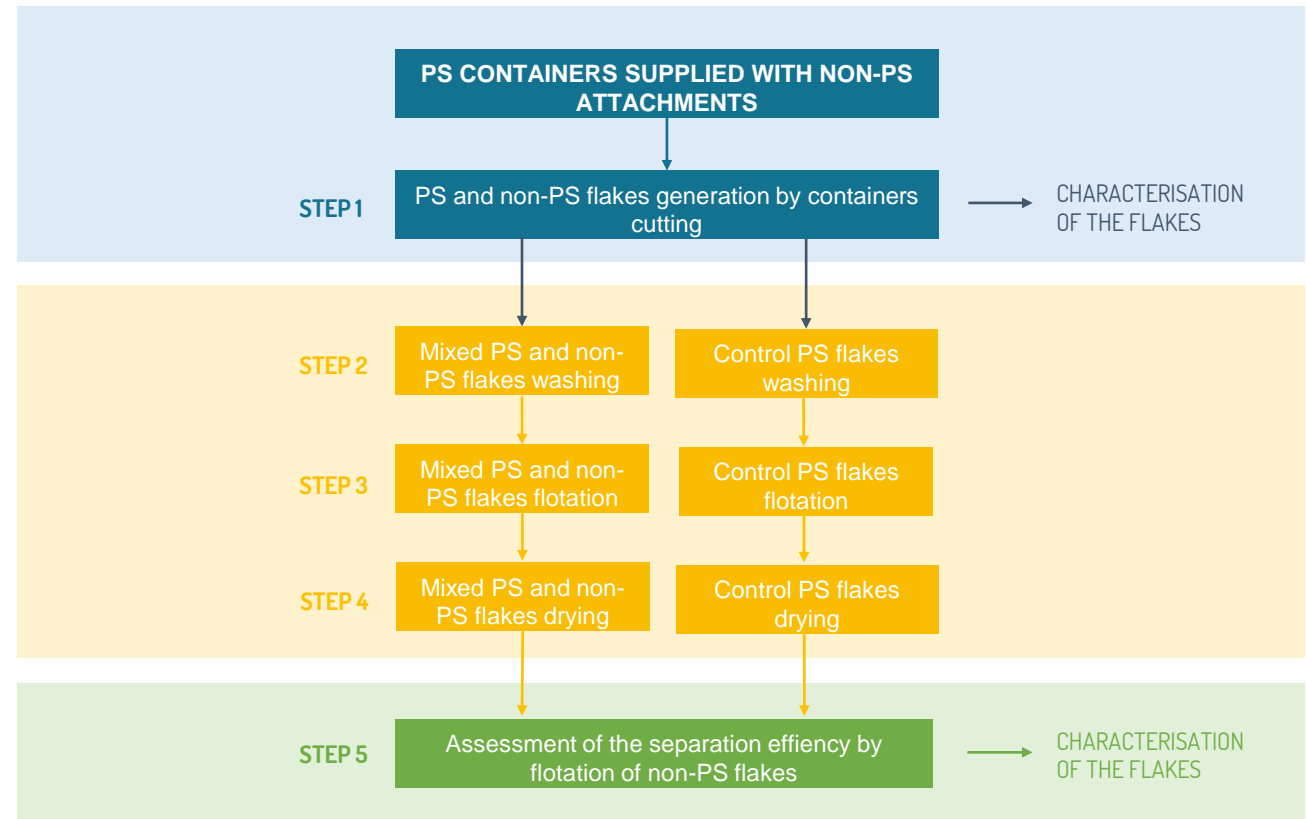 PS CONTAINERS SUPPLIED WITH NON-PS
ATTACHMENTS
STEP 1
PS and non-PS flakes generation by containers
cutting
CHARACTERISATION
OF THE FLAKES
STEP 2
Mixed PS and non-
PS flakes washing
Control PS flakes
washing
STEP 3
Mixed PS and non-
PS flakes flotation
Control PS flakes
flotation
STEP 4
Mixed PS and non-
PS flakes drying
Control PS flakes
drying
STEP 5
Assessment of the separation effiency by
flotation of non-PS flakes
CHARACTERISATION
OF THE FLAKES